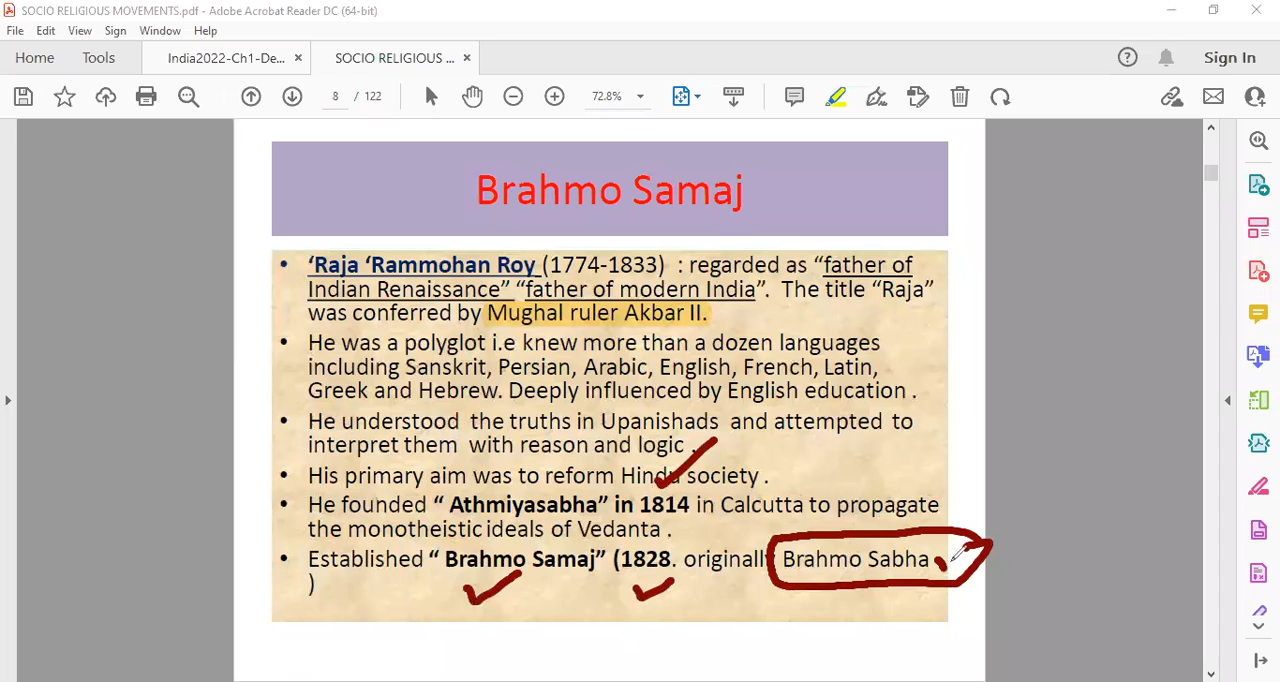 SOCIO RELIGIOUS MOVEMENTS.pdf - Adobe Acrobat Reader DC (64-bit)
File Edit View Sign Window Help
Home Tools India2022-Ch1-De... × SOCIO RELIGIOUS ... × Sign In
8 / 122 72.8%
Brahmo Samaj
• ‘Raja ‘Rammohan Roy (1774-1833) : regarded as “father of
Indian Renaissance” “father of modern India”. The title “Raja”
was conferred by Mughal ruler Akbar II.
• He was a polyglot i.e knew more than a dozen languages
including Sanskrit, Persian, Arabic, English, French, Latin,
Greek and Hebrew. Deeply influenced by English education .
• He understood the truths in Upanishads and attempted to
interpret them with reason and logic .
• His primary aim was to reform Hindu society .
• He founded “ Athmiyasabha” in 1814 in Calcutta to propagate
the monotheistic ideals of Vedanta .
• Established “ Brahmo Samaj” (1828. originally Brahmo Sabha
)